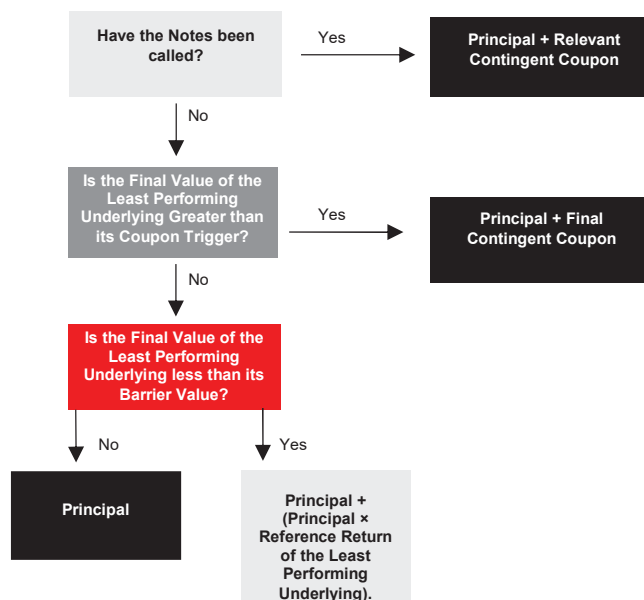 Have the Notes been
called?
Yes
Principal + Relevant
Contingent Coupon
No
Is the Final Value of the
Least Performing
Underlying Greater than
its Coupon Trigger?
Yes
Principal + Final
Contingent Coupon
No
Is the Final Value of the
Least Performing
Underlying less than its
Barrier Value?
No
Yes
Principal
Principal +
(Principal ×
Reference Return
of the Least
Performing
Underlying).